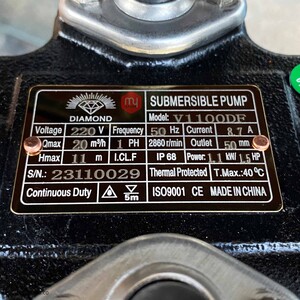 SUBMERSIBLE PUMP
DIAMOND Model: V1100DF
Voltage 220 V Frequency 50 Hz Current 8.7 A
Qmax 20 m³/h 1 PH 2860 r/min Outlet 50 mm
Hmax 11 m I.CL.F IP 68 Power: 1.1 kW/1.5 HP
S/N.: 23110029 Thermal Protected T.Max.:40℃
Continuous Duty 5m ISO9001 CE MADE IN CHINA